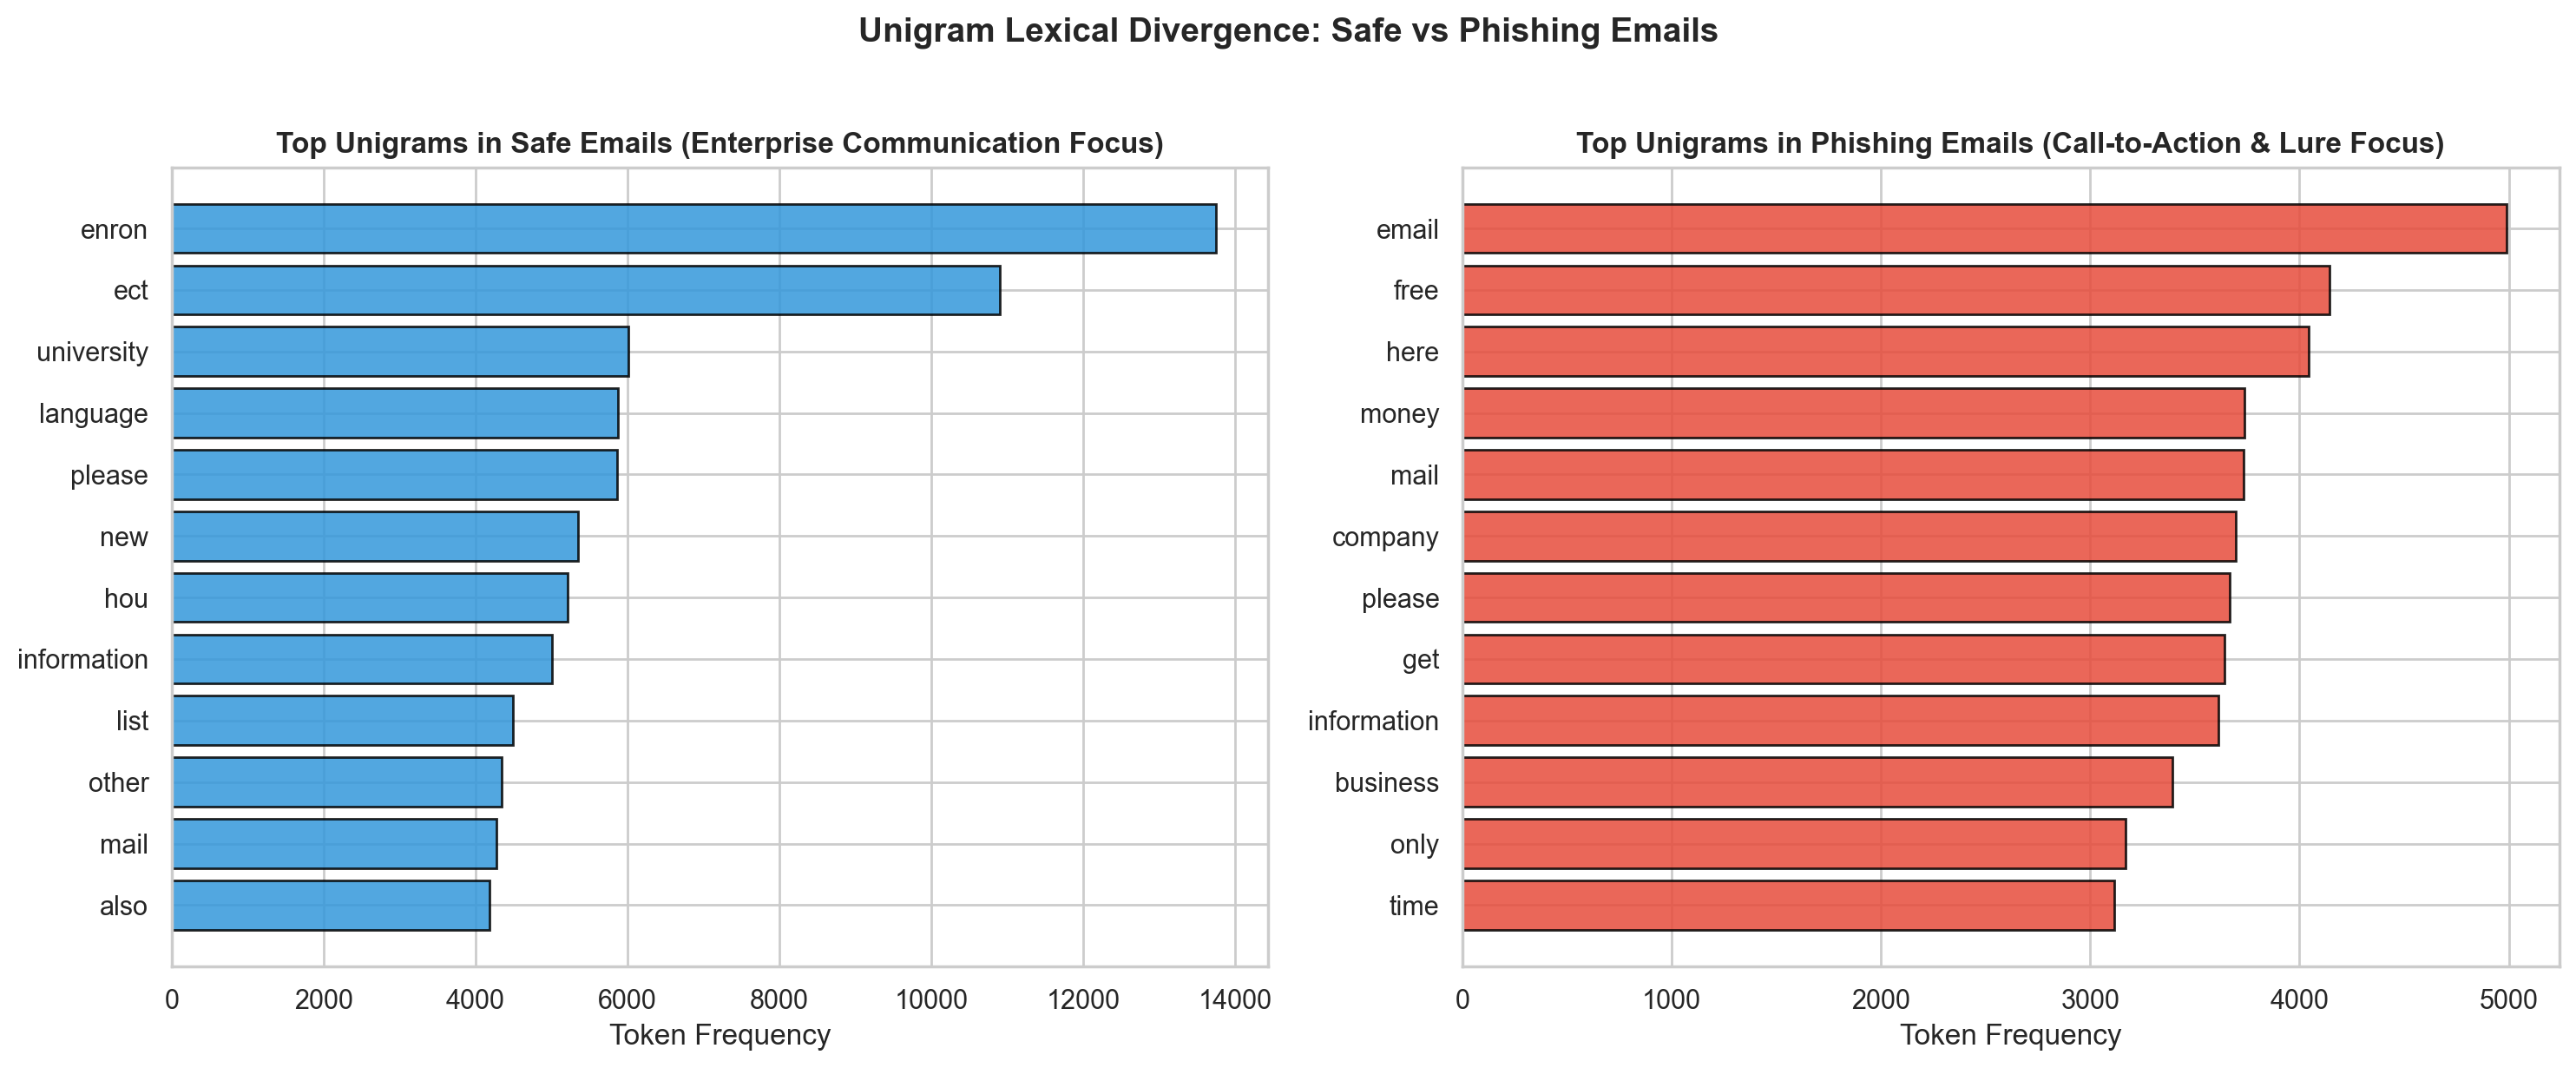 Unigram Lexical Divergence: Safe vs Phishing Emails
Top Unigrams in Safe Emails (Enterprise Communication Focus)
enron
ect
university
language
please
new
hou
information
list
other
mail
also
0 2000 4000 6000 8000 10000 12000 14000
Token Frequency
Top Unigrams in Phishing Emails (Call-to-Action & Lure Focus)
email
free
here
money
mail
company
please
get
information
business
only
time
0 1000 2000 3000 4000 5000
Token Frequency